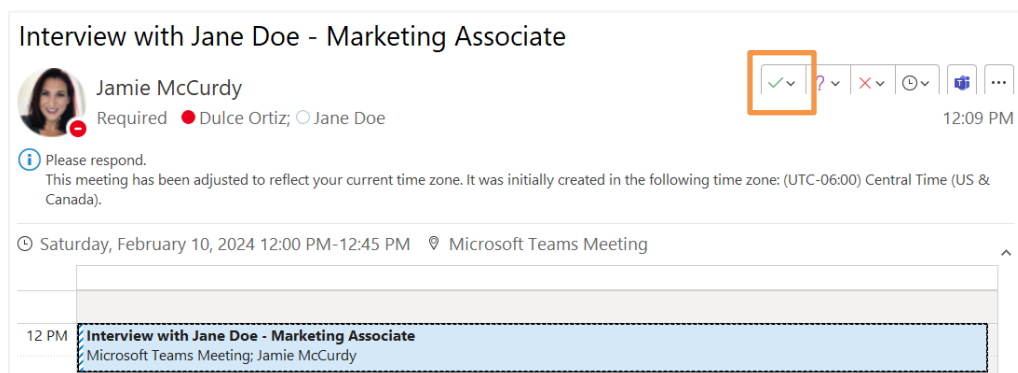 Interview with Jane Doe - Marketing Associate
Jamie McCurdy
Required Dulce Ortiz; Jane Doe
12:09 PM
Please respond.
This meeting has been adjusted to reflect your current time zone. It was initially created in the following time zone: (UTC-06:00) Central Time (US &
Canada).
Saturday, February 10, 2024 12:00 PM-12:45 PM Microsoft Teams Meeting
12 PM
Interview with Jane Doe - Marketing Associate
Microsoft Teams Meeting; Jamie McCurdy